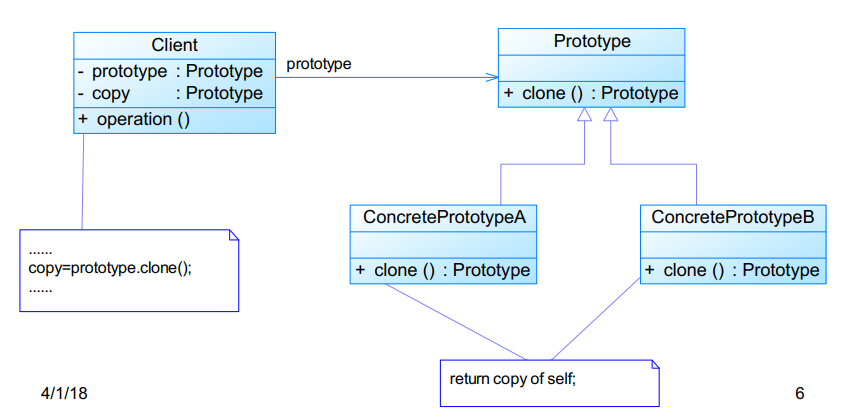 Client
- prototype : Prototype
- copy : Prototype
+ operation ()
prototype
Prototype
+ clone () : Prototype
ConcretePrototypeA
+ clone () : Prototype
ConcretePrototypeB
+ clone () : Prototype
......
copy=prototype.clone();
......
return copy of self;
4/1/18
6